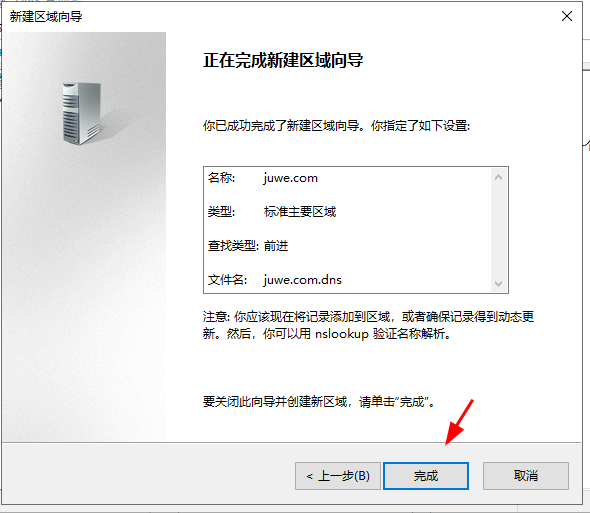 新建区域向导
正在完成新建区域向导
你已成功完成了新建区域向导。你指定了如下设置:
名称: juwe.com
类型: 标准主要区域
查找类型: 前进
文件名: juwe.com.dns
注意: 你应该现在将记录添加到区域，或者确保记录得到动态更
新。然后，你可以用 nslookup 验证名称解析。
要关闭此向导并创建新区域，请单击“完成”。
< 上一步(B) 完成 取消